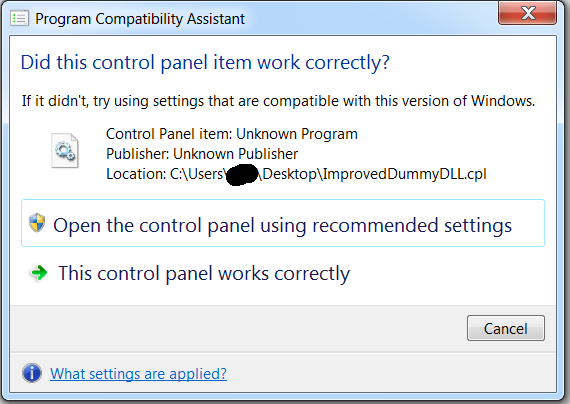 Program Compatibility Assistant
Did this control panel item work correctly?
If it didn't, try using settings that are compatible with this version of Windows.
Control Panel item: Unknown Program
Publisher: Unknown Publisher
Location: C:\Users\ \Desktop\ImprovedDummyDLL.cpl
Open the control panel using recommended settings
This control panel works correctly
Cancel
What settings are applied?